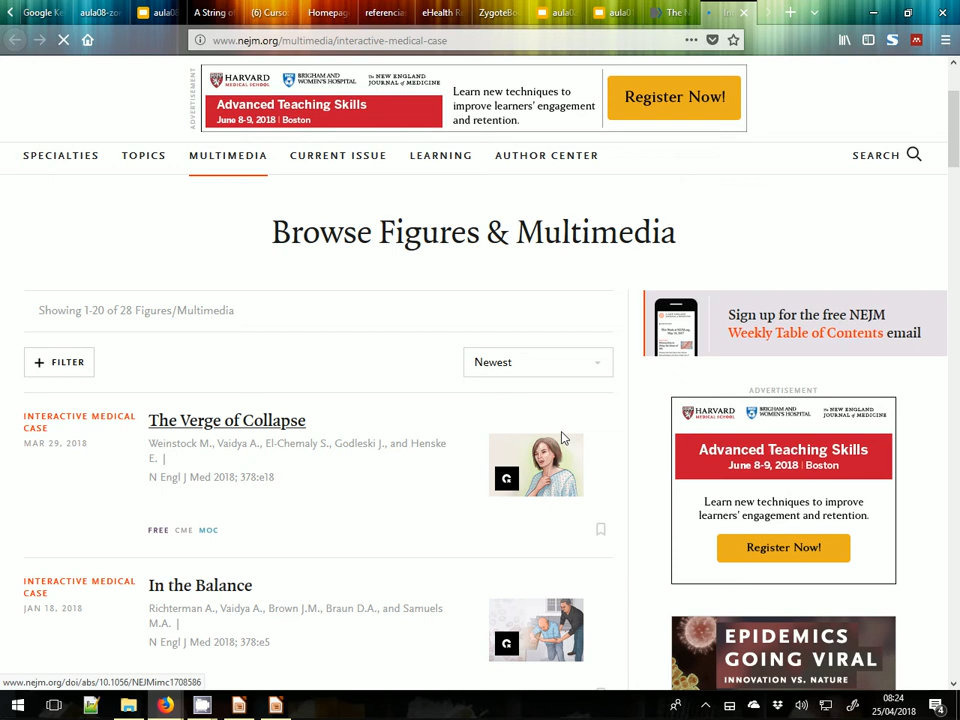 Google Ke
aula08-zo
aula08
A String o
(6) Curso
Homepag
referencia
eHealth R
ZygoteBo
aula0
aula01
The N
In
www.nejm.org/multimedia/interactive-medical-case
ADVERTISEMENT
HARVARD
MEDICAL SCHOOL
BRIGHAM AND
WOMEN'S HOSPITAL
The NEW ENGLAND
JOURNAL of MEDICINE
Advanced Teaching Skills
June 8-9, 2018 | Boston
Learn new techniques to
improve learners' engagement
and retention.
Register Now!
SPECIALTIES
TOPICS
MULTIMEDIA
CURRENT ISSUE
LEARNING
AUTHOR CENTER
SEARCH
Browse Figures & Multimedia
Showing 1-20 of 28 Figures/Multimedia
+ FILTER
Newest
INTERACTIVE MEDICAL
CASE
MAR 29, 2018
The Verge of Collapse
Weinstock M., Vaidya A., El-Chemaly S., Godleski J., and Henske
E. |
N Engl J Med 2018; 378:e18
FREE CME MOC
INTERACTIVE MEDICAL
CASE
JAN 18, 2018
In the Balance
Richterman A., Vaidya A., Brown J.M., Braun D.A., and Samuels
M.A. |
N Engl J Med 2018; 378:e5
Sign up for the free NEJM
Weekly Table of Contents email
ADVERTISEMENT
HARVARD
MEDICAL SCHOOL
BRIGHAM AND
WOMEN'S HOSPITAL
The NEW ENGLAND
JOURNAL of MEDICINE
Advanced Teaching Skills
June 8-9, 2018 | Boston
Learn new techniques to improve
learners' engagement and retention.
Register Now!
EPIDEMICS
GOING VIRAL
INNOVATION VS. NATURE
www.nejm.org/doi/abs/10.1056/NEJMimc1708586
08:24
25/04/2018
4